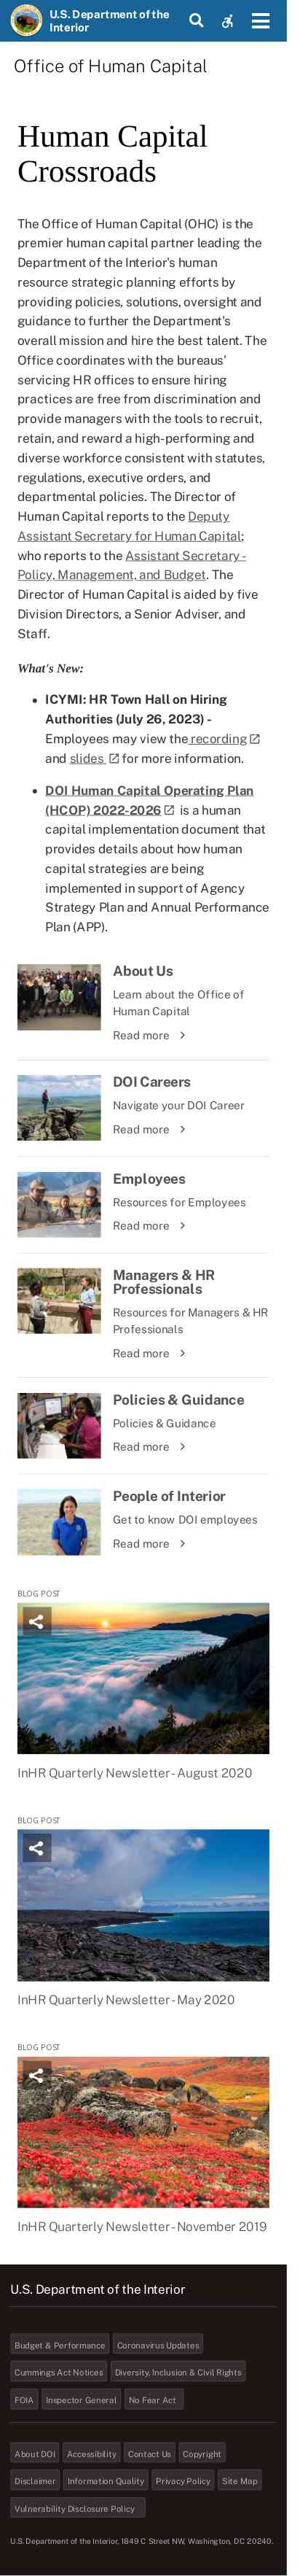 U.S. Department of the
Interior
Office of Human Capital
Human Capital
Crossroads
The Office of Human Capital (OHC) is the
premier human capital partner leading the
Department of the Interior's human
resource strategic planning efforts by
providing policies, solutions, oversight and
guidance to further the Department's
overall mission and hire the best talent. The
Office coordinates with the bureaus'
servicing HR offices to ensure hiring
practices are free from discrimination and
provide managers with the tools to recruit,
retain, and reward a high-performing and
diverse workforce consistent with statutes,
regulations, executive orders, and
departmental policies. The Director of
Human Capital reports to the Deputy
Assistant Secretary for Human Capital;
who reports to the Assistant Secretary -
Policy, Management, and Budget. The
Director of Human Capital is aided by five
Division Directors, a Senior Adviser, and
Staff.
What's New:
ICYMI: HR Town Hall on Hiring
Authorities (July 26, 2023) -
Employees may view the recording
and slides for more information.
DOI Human Capital Operating Plan
(HCOP) 2022-2026 is a human
capital implementation document that
provides details about how human
capital strategies are being
implemented in support of Agency
Strategy Plan and Annual Performance
Plan (APP).
About Us
Learn about the Office of
Human Capital
Read more
DOI Careers
Navigate your DOI Career
Read more
Employees
Resources for Employees
Read more
Managers & HR
Professionals
Resources for Managers & HR
Professionals
Read more
Policies & Guidance
Policies & Guidance
Read more
People of Interior
Get to know DOI employees
Read more
BLOG POST
InHR Quarterly Newsletter - August 2020
BLOG POST
InHR Quarterly Newsletter - May 2020
BLOG POST
InHR Quarterly Newsletter - November 2019
U.S. Department of the Interior
Budget & Performance Coronavirus Updates
Cummings Act Notices Diversity, Inclusion & Civil Rights
FOIA Inspector General No Fear Act
About DOI Accessibility Contact Us Copyright
Disclaimer Information Quality Privacy Policy Site Map
Vulnerability Disclosure Policy
U.S. Department of the Interior, 1849 C Street NW, Washington, DC 20240.